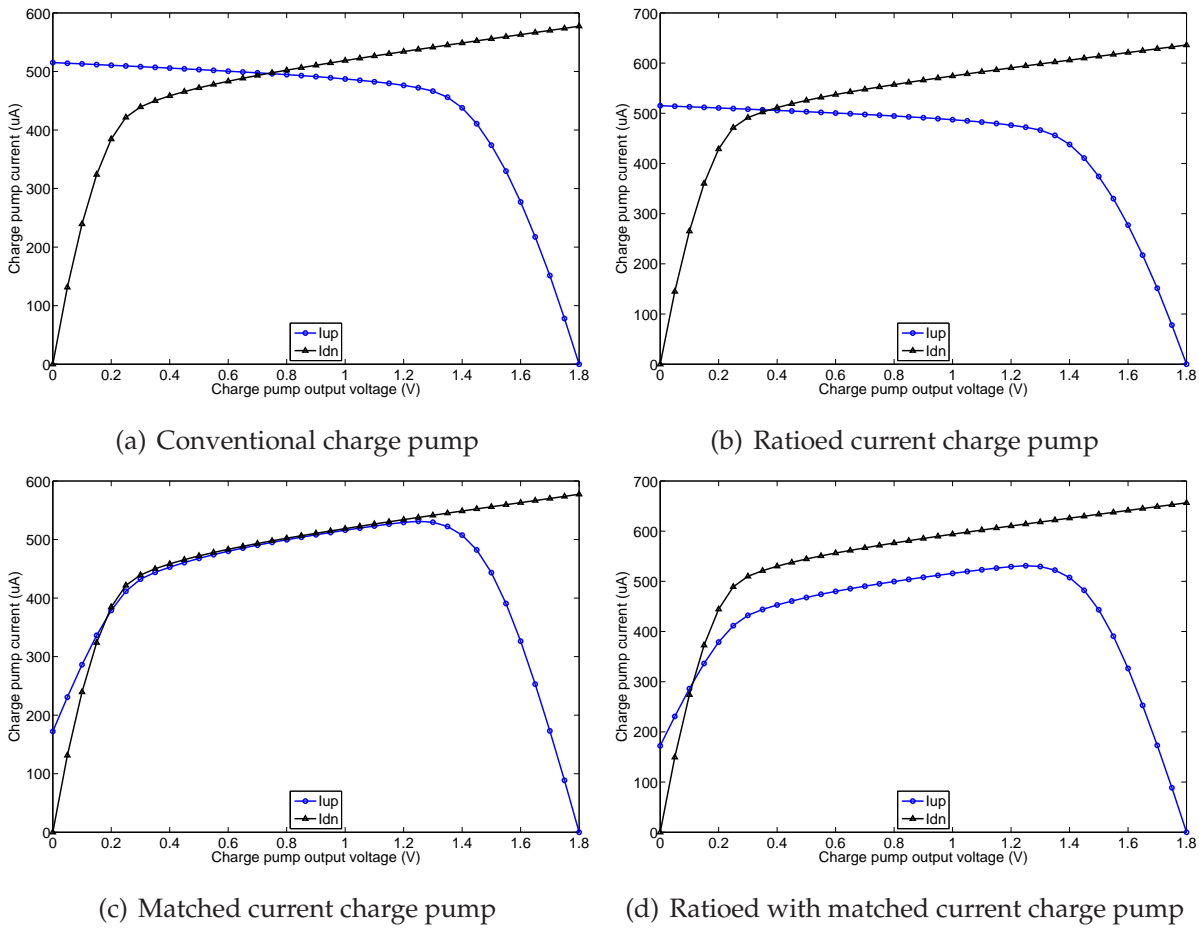 600
500
400
300
200
100
0
Charge pump current (uA)
Iup
Idn
0 0.2 0.4 0.6 0.8 1 1.2 1.4 1.6 1.8
Charge pump output voltage (V)
(a) Conventional charge pump
700
600
500
400
300
200
100
0
Charge pump current (uA)
Iup
Idn
0 0.2 0.4 0.6 0.8 1 1.2 1.4 1.6 1.8
Charge pump output voltage (V)
(b) Ratioed current charge pump
600
500
400
300
200
100
0
Charge pump current (uA)
Iup
Idn
0 0.2 0.4 0.6 0.8 1 1.2 1.4 1.6 1.8
Charge pump output voltage (V)
(c) Matched current charge pump
700
600
500
400
300
200
100
0
Charge pump current (uA)
Iup
Idn
0 0.2 0.4 0.6 0.8 1 1.2 1.4 1.6 1.8
Charge pump output voltage (V)
(d) Ratioed with matched current charge pump